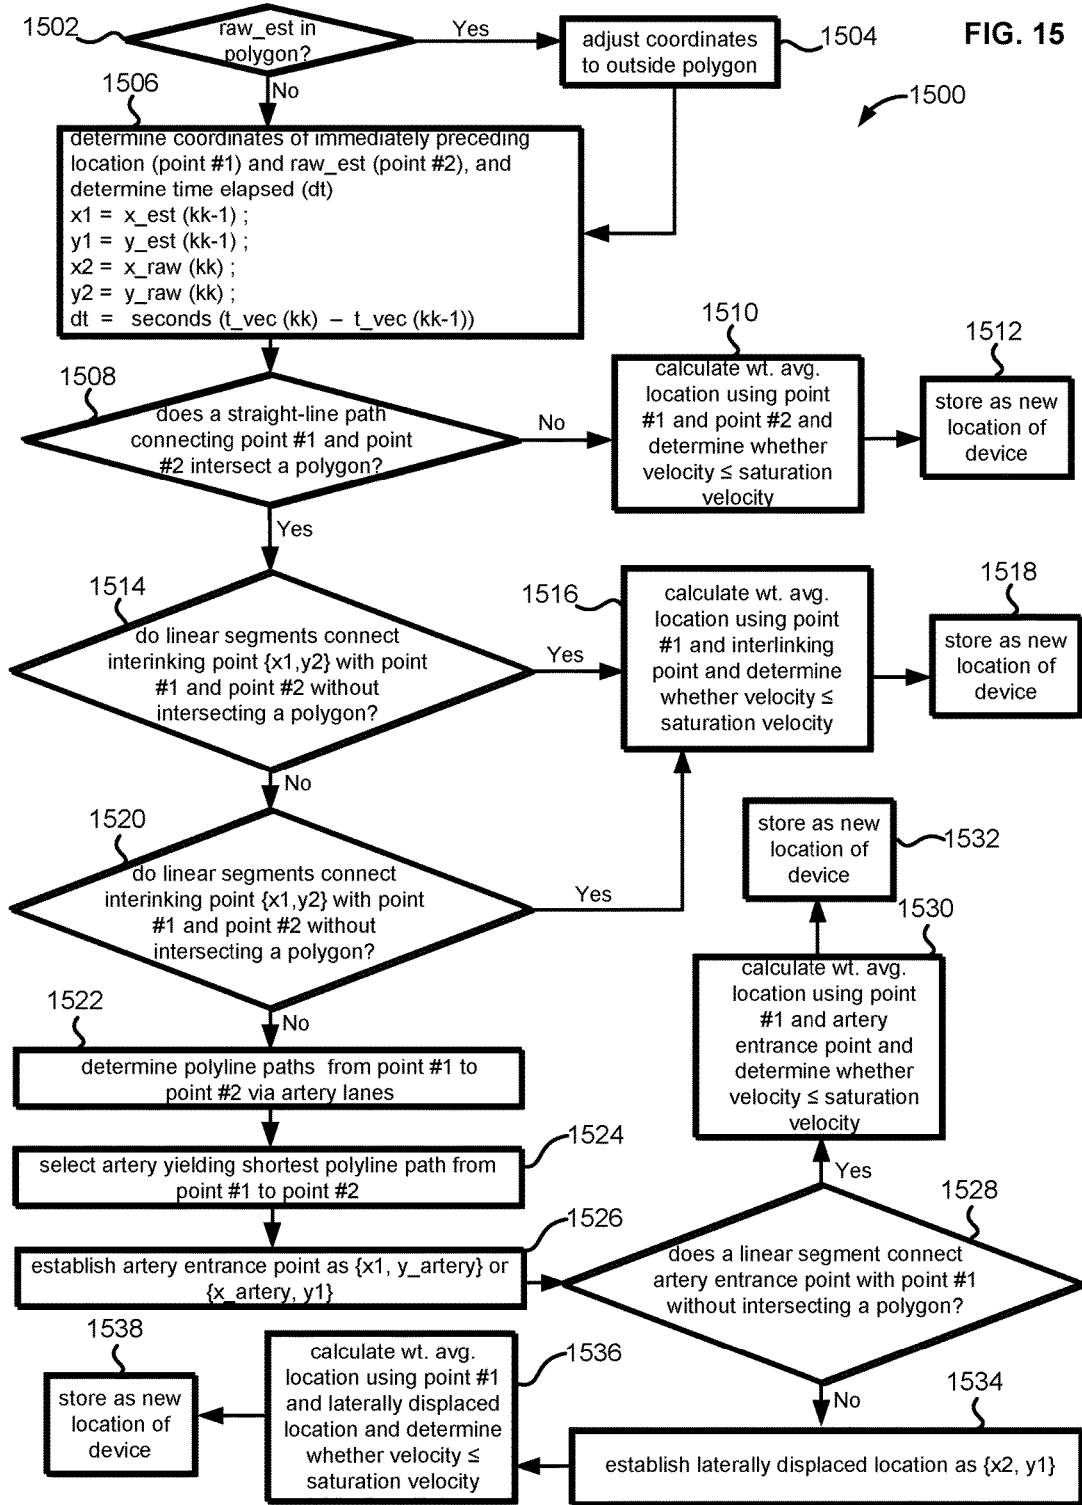 FIG. 15
1500
1502
raw_est in
polygon?
Yes
adjust coordinates
to outside polygon
1504
No
1506
determine coordinates of immediately preceding
location (point #1) and raw_est (point #2), and
determine time elapsed (dt)
x1 = x_est (kk-1) ;
y1 = y_est (kk-1) ;
x2 = x_raw (kk) ;
y2 = y_raw (kk) ;
dt = seconds (t_vec (kk) – t_vec (kk-1))
1508
does a straight-line path
connecting point #1 and point
#2 intersect a polygon?
No
1510
calculate wt. avg.
location using point
#1 and point #2 and
determine whether
velocity ≤ saturation
velocity
1512
store as new
location of
device
Yes
1514
do linear segments connect
interinking point {x1,y2} with point
#1 and point #2 without
intersecting a polygon?
Yes
1516
calculate wt. avg.
location using point
#1 and interlinking
point and determine
whether velocity ≤
saturation velocity
1518
store as new
location of
device
No
1520
do linear segments connect
interinking point {x1,y2} with point
#1 and point #2 without
intersecting a polygon?
Yes
No
1522
determine polyline paths from point #1 to
point #2 via artery lanes
1524
select artery yielding shortest polyline path from
point #1 to point #2
1526
establish artery entrance point as {x1, y_artery} or
{x_artery, y1}
1528
does a linear segment connect
artery entrance point with point #1
without intersecting a polygon?
Yes
1530
calculate wt. avg.
location using point
#1 and artery
entrance point and
determine whether
velocity ≤ saturation
velocity
1532
store as new
location of
device
No
1534
establish laterally displaced location as {x2, y1}
1536
calculate wt. avg.
location using point #1
and laterally displaced
location and determine
whether velocity ≤
saturation velocity
1538
store as new
location of
device